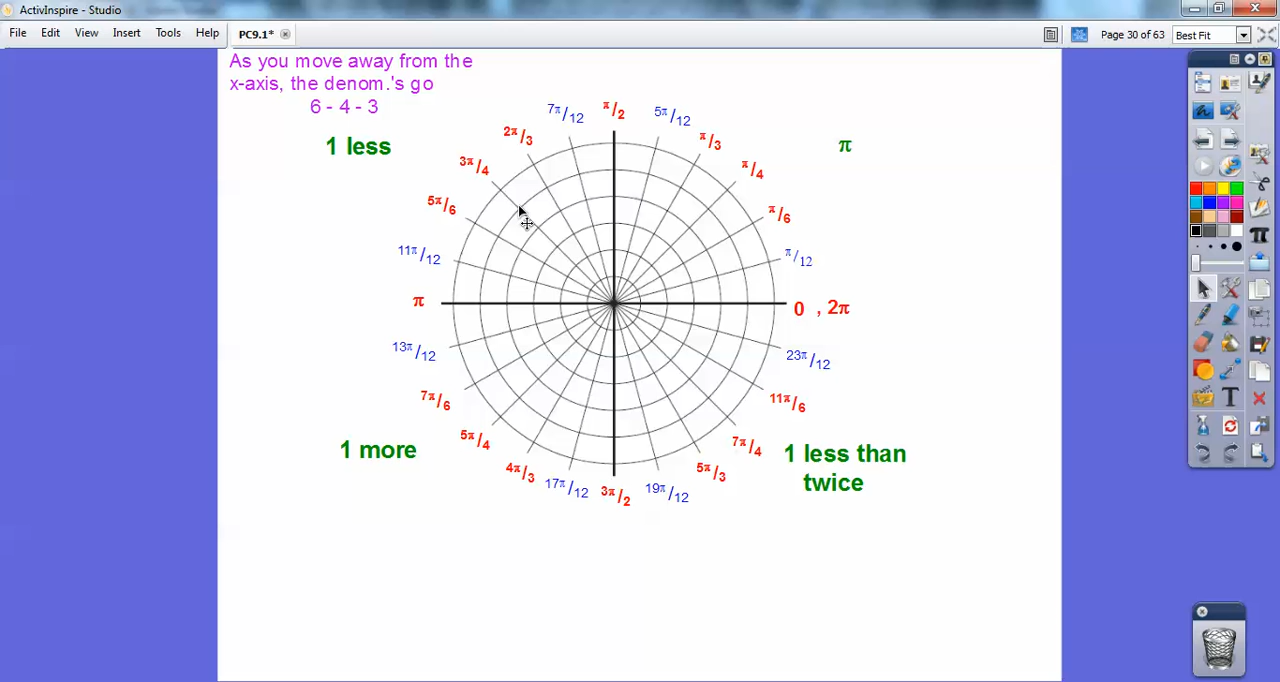 ActivInspire - Studio
File Edit View Insert Tools Help
PC9.1*
Page 30 of 63
Best Fit
As you move away from the
x-axis, the denom.'s go
6 - 4 - 3
1 less
π
7π/12
π/2
5π/12
2π/3
π/3
3π/4
π/4
5π/6
π/6
11π/12
π/12
π
0 , 2π
13π/12
23π/12
7π/6
11π/6
5π/4
7π/4
1 more
1 less than
twice
4π/3
5π/3
17π/12
3π/2
19π/12